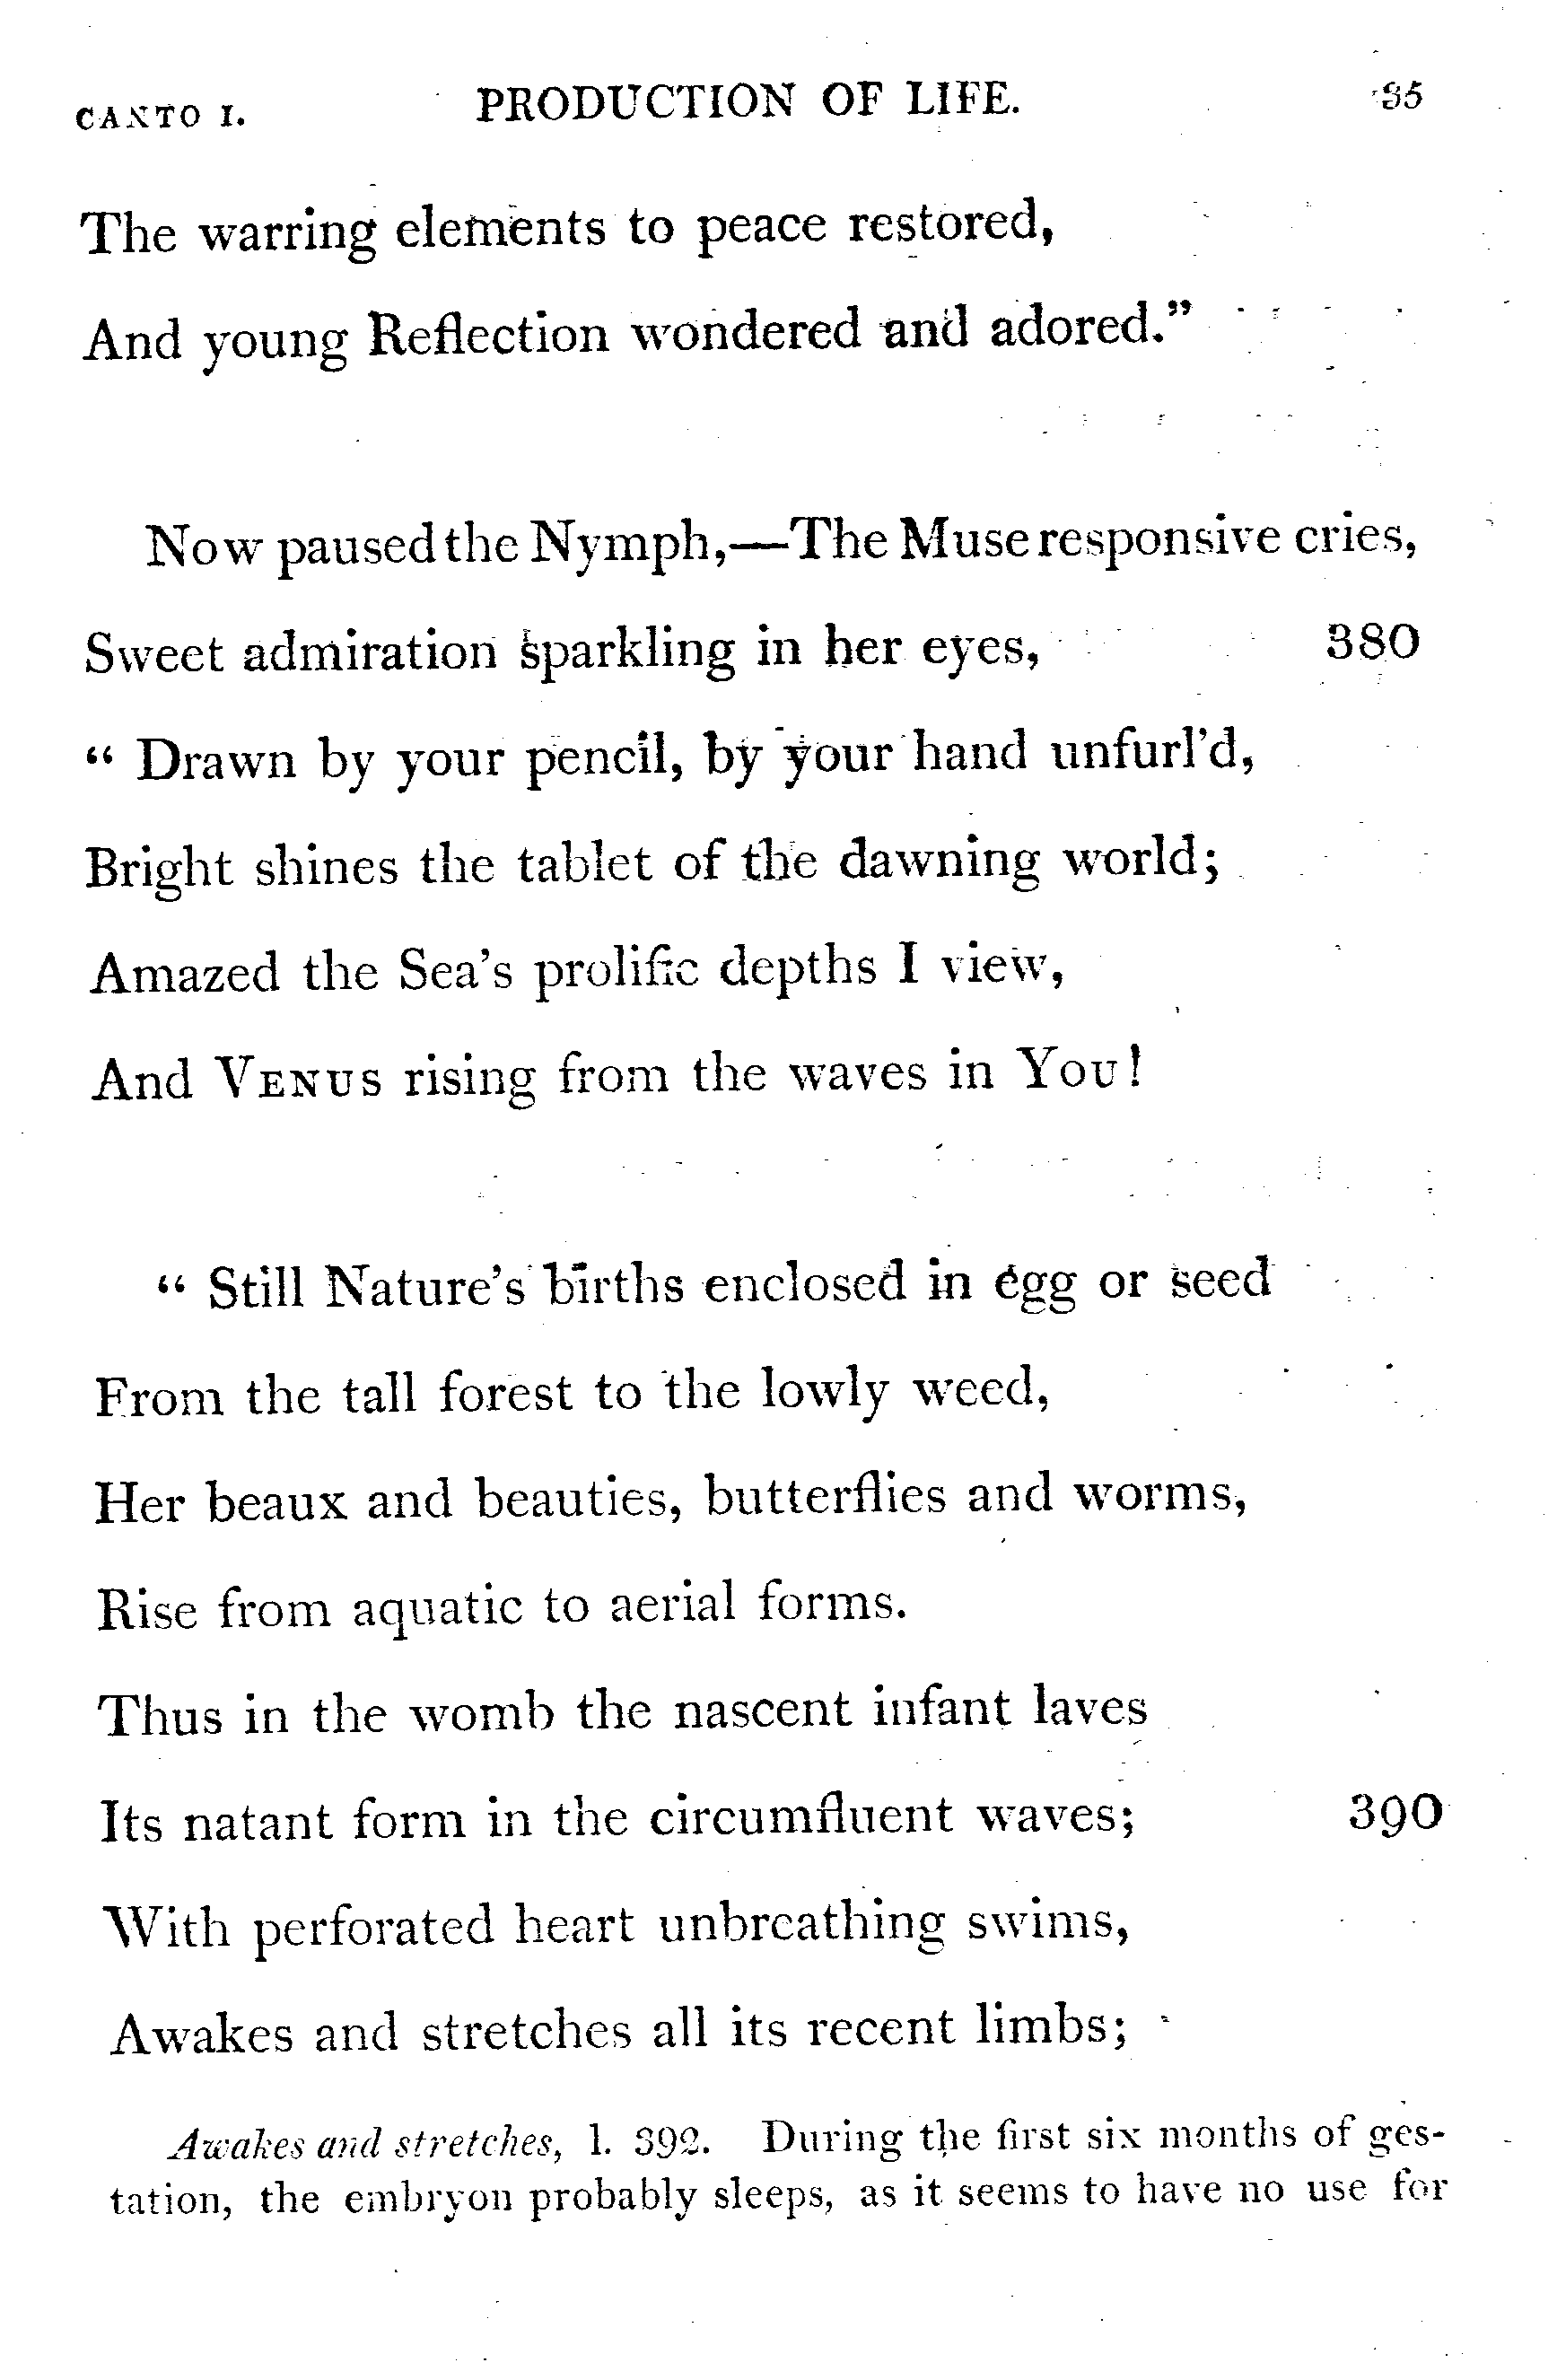 CANTO I. PRODUCTION OF LIFE. 35
The warring elements to peace restored,
And young Reflection wondered and adored.”
Now paused the Nymph,—The Muse responsive cries,
Sweet admiration sparkling in her eyes, 380
“ Drawn by your pencil, by your hand unfurl’d,
Bright shines the tablet of the dawning world;
Amazed the Sea’s prolific depths I view,
And VENUS rising from the waves in YOU!
“ Still Nature’s births enclosed in egg or seed
From the tall forest to the lowly weed,
Her beaux and beauties, butterflies and worms,
Rise from aquatic to aerial forms.
Thus in the womb the nascent infant laves
Its natant form in the circumfluent waves; 390
With perforated heart unbreathing swims,
Awakes and stretches all its recent limbs;
Awakes and stretches, l. 392. During the first six months of ges-
tation, the embryon probably sleeps, as it seems to have no use for